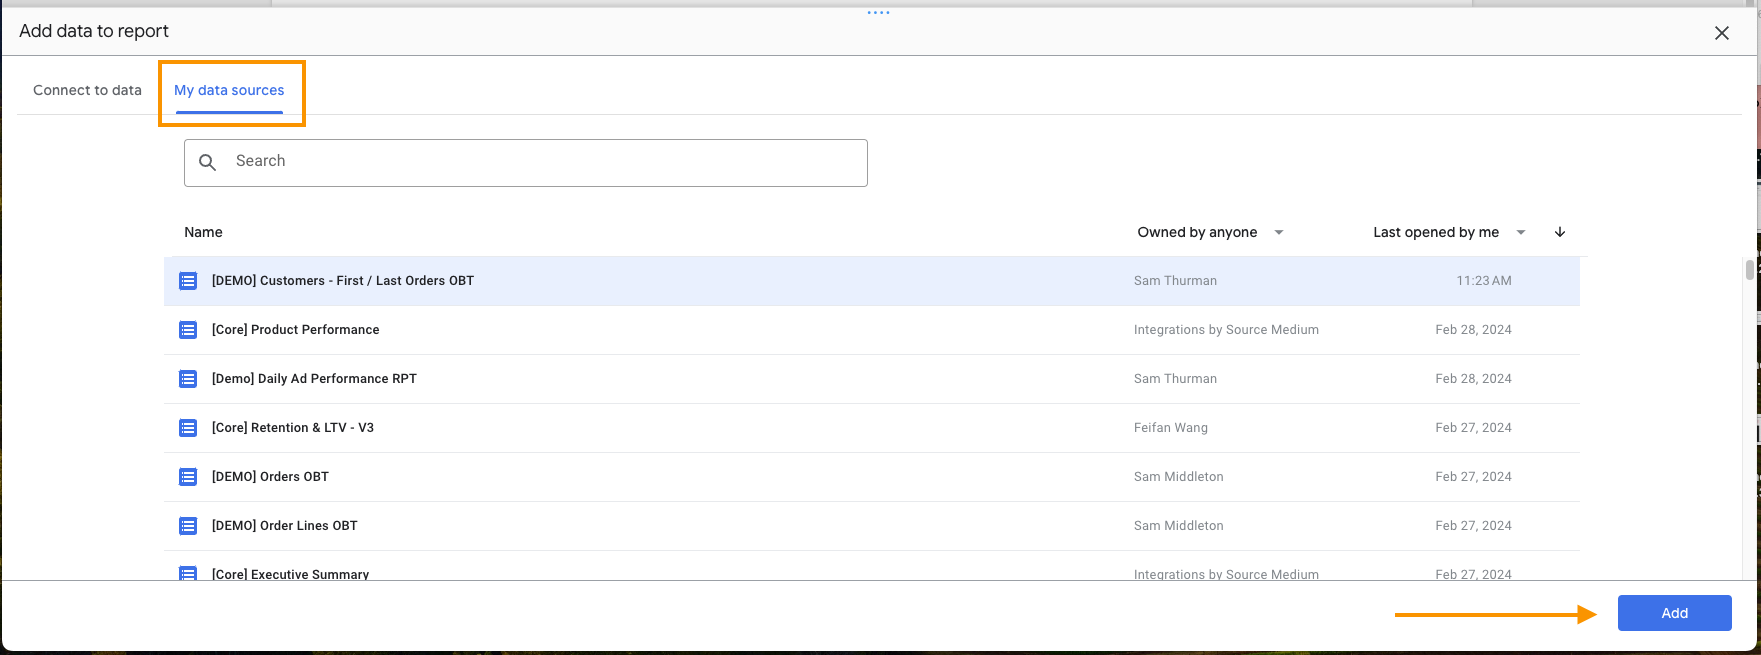 Add data to report
Connect to data
My data sources
Search
Name Owned by anyone Last opened by me
[DEMO] Customers - First / Last Orders OBT Sam Thurman 11:23 AM
[Core] Product Performance Integrations by Source Medium Feb 28, 2024
[Demo] Daily Ad Performance RPT Sam Thurman Feb 28, 2024
[Core] Retention & LTV - V3 Feifan Wang Feb 27, 2024
[DEMO] Orders OBT Sam Middleton Feb 27, 2024
[DEMO] Order Lines OBT Sam Middleton Feb 27, 2024
[Core] Executive Summary Integrations by Source Medium Feb 27, 2024
Add